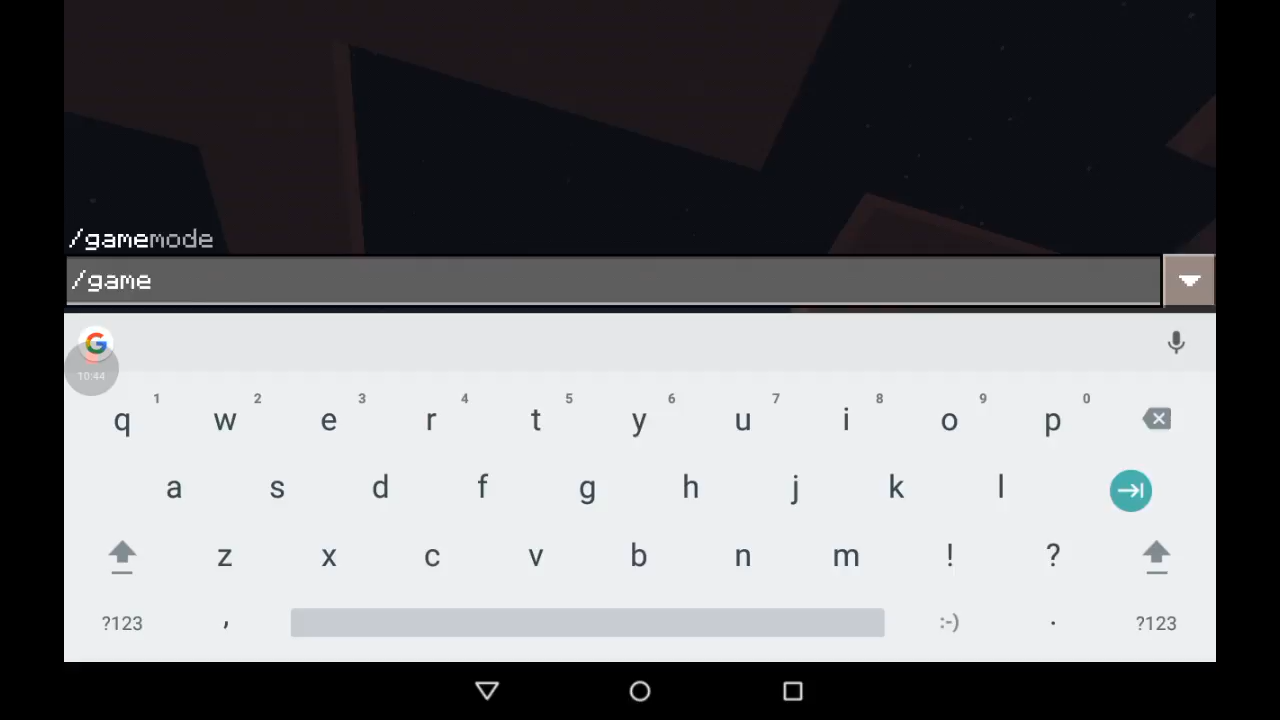 /gamemode
/game
G
10:44
q 1 w 2 e 3 r 4 t 5 y 6 u 7 i 8 o 9 p 0
a s d f g h j k l
z x c v b n m ! ?
?123 , :-) . ?123